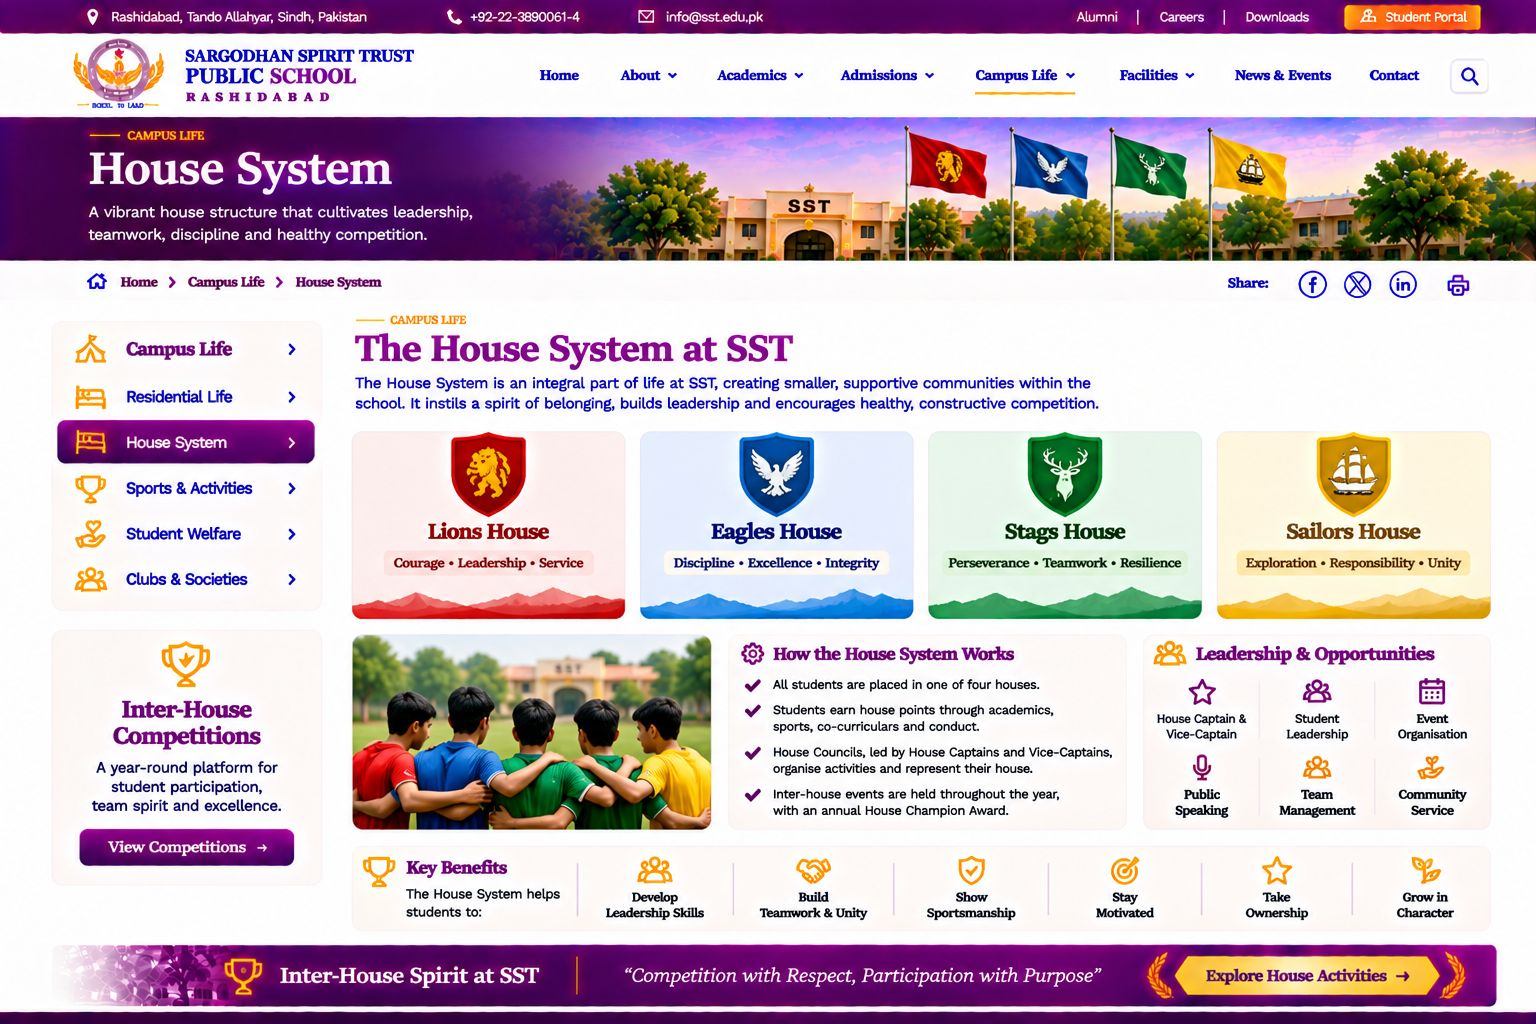 Rashidabad, Tando Allahyar, Sindh, Pakistan
+92-22-3890061-4
info@sst.edu.pk
Alumni
Careers
Downloads
Student Portal
SARGODHAN SPIRIT TRUST
PUBLIC SCHOOL
RASHIDABAD
Home
About
Academics
Admissions
Campus Life
Facilities
News & Events
Contact
CAMPUS LIFE
House System
A vibrant house structure that cultivates leadership,
teamwork, discipline and healthy competition.
SST
Home
Campus Life
House System
Share:
Campus Life
Residential Life
House System
Sports & Activities
Student Welfare
Clubs & Societies
Inter-House
Competitions
A year-round platform for
student participation,
team spirit and excellence.
View Competitions →
CAMPUS LIFE
The House System at SST
The House System is an integral part of life at SST, creating smaller, supportive communities within the
school. It instils a spirit of belonging, builds leadership and encourages healthy, constructive competition.
Lions House
Courage • Leadership • Service
Eagles House
Discipline • Excellence • Integrity
Stags House
Perseverance • Teamwork • Resilience
Sailors House
Exploration • Responsibility • Unity
SST
How the House System Works
All students are placed in one of four houses.
Students earn house points through academics,
sports, co-curriculars and conduct.
House Councils, led by House Captains and Vice-Captains,
organise activities and represent their house.
Inter-house events are held throughout the year,
with an annual House Champion Award.
Leadership & Opportunities
House Captain &
Vice-Captain
Student
Leadership
Event
Organisation
Public
Speaking
Team
Management
Community
Service
Key Benefits
The House System helps
students to:
Develop
Leadership Skills
Build
Teamwork & Unity
Show
Sportsmanship
Stay
Motivated
Take
Ownership
Grow in
Character
Inter-House Spirit at SST
“Competition with Respect, Participation with Purpose”
Explore House Activities →